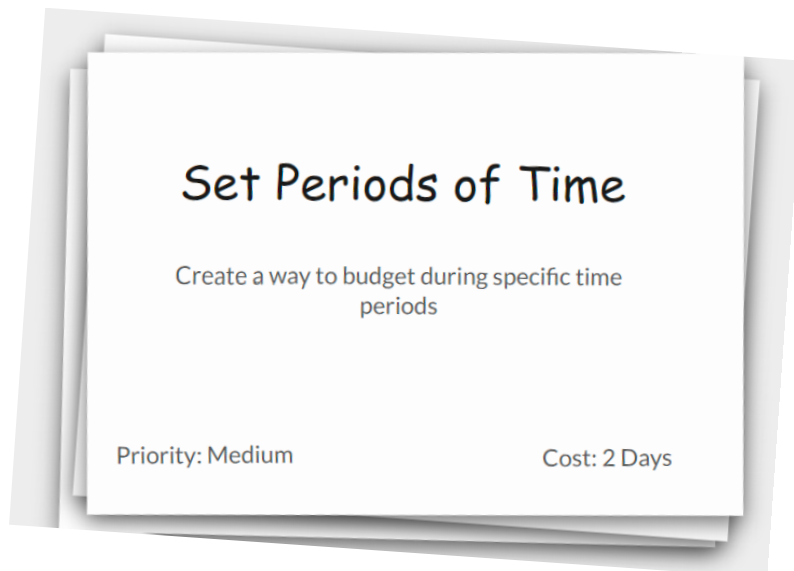 Set Periods of Time
Create a way to budget during specific time
periods
Priority: Medium
Cost: 2 Days